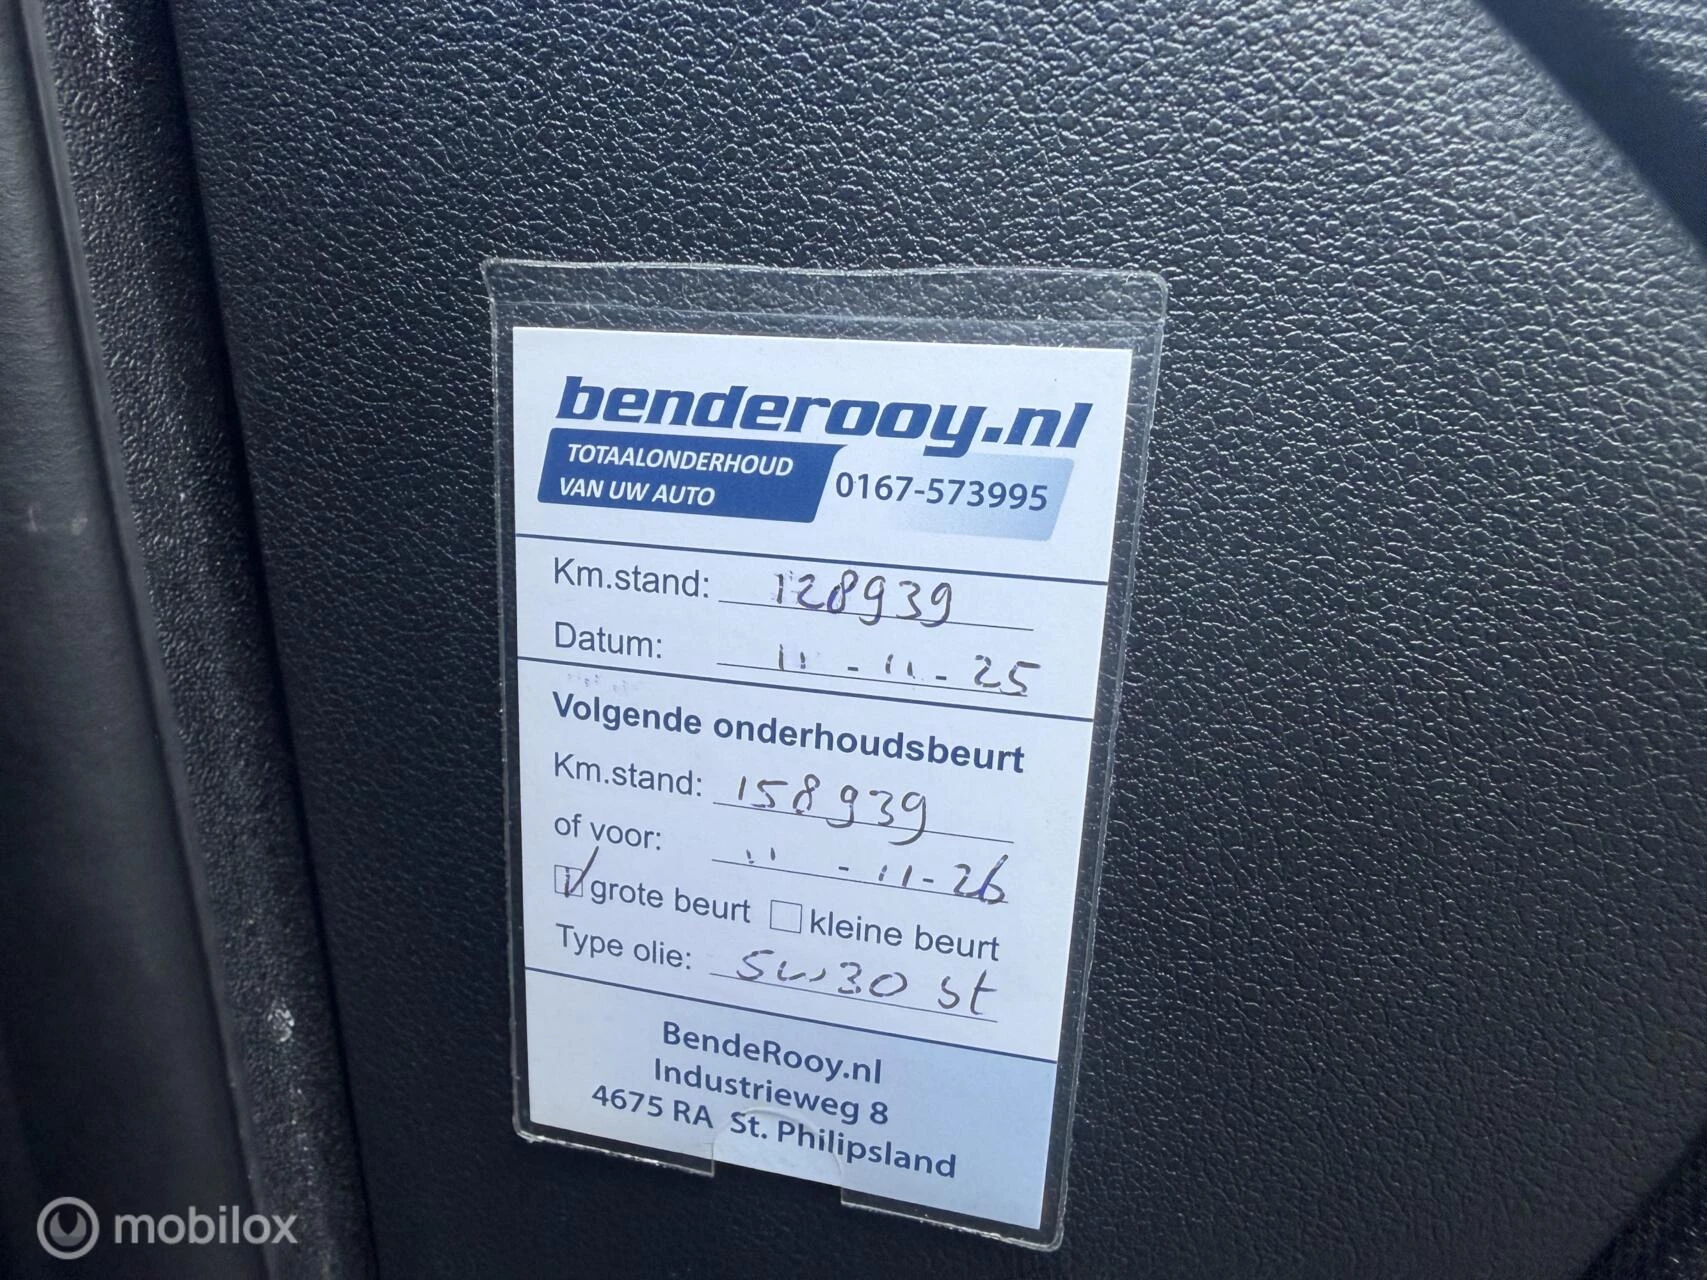 benderooy.nl
TOTAALONDERHOUD
VAN UW AUTO
0167-573995
Km.stand: 128939
Datum: 11-11-25
Volgende onderhoudsbeurt
Km.stand: 158939
of voor: 11-11-26
grote beurt kleine beurt
Type olie: 5w30 st
BendeRooy.nl
Industrieweg 8
4675 RA St. Philipsland
mobilox